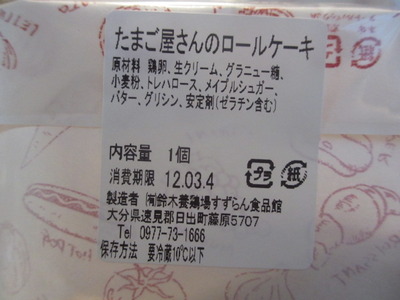 たまご屋さんのロールケーキ
原材料 鶏卵、生クリーム、グラニュー糖、
小麦粉、トレハロース、メイプルシュガー、
バター、グリシン、安定剤(ゼラチン含む)
内容量 1個
消費期限 12.03.4
プラ 紙
製造者 ㈲鈴木養鶏場すずらん食品館
大分県速見郡日出町藤原5707
Tel 0977-73-1666
保存方法 要冷蔵10℃以下